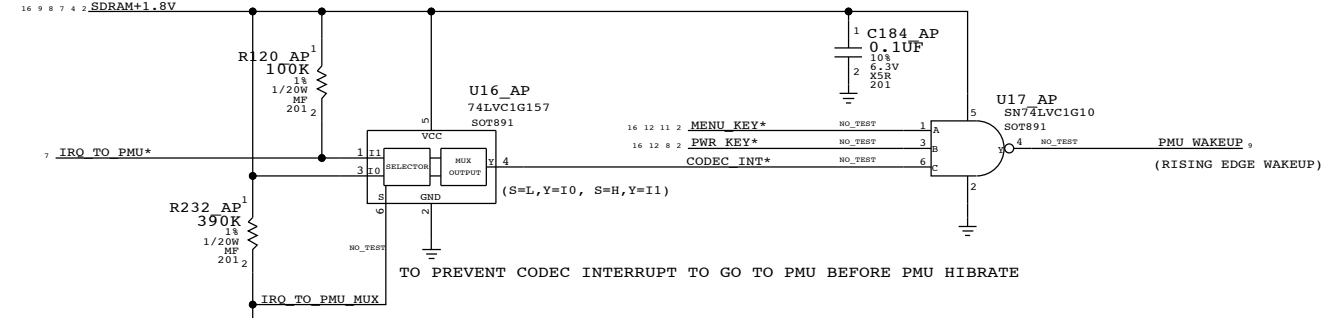 16 9 8 7 4 2 SDRAM+1.8V
R120_AP
100K
1%
1/20W
MF
201
1
2
U16_AP
74LVC1G157
SOT891
5
VCC
7 IRQ_TO_PMU*
1 I1
3 I0
SELECTOR
MUX
OUTPUT
Y 4
S
GND
6
2
(S=L,Y=I0, S=H,Y=I1)
R232_AP
390K
1%
1/20W
MF
201
1
2
NO_TEST
IRQ_TO_PMU_MUX
TO PREVENT CODEC INTERRUPT TO GO TO PMU BEFORE PMU HIBRATE
1
2
C184_AP
0.1UF
10%
6.3V
X5R
201
U17_AP
SN74LVC1G10
SOT891
5
16 12 11 2 MENU_KEY* NO_TEST 1 A
16 12 8 2 PWR_KEY* NO_TEST 3 B
CODEC_INT* NO_TEST 6 C
Y 4 NO_TEST PMU_WAKEUP 9
2
(RISING EDGE WAKEUP)